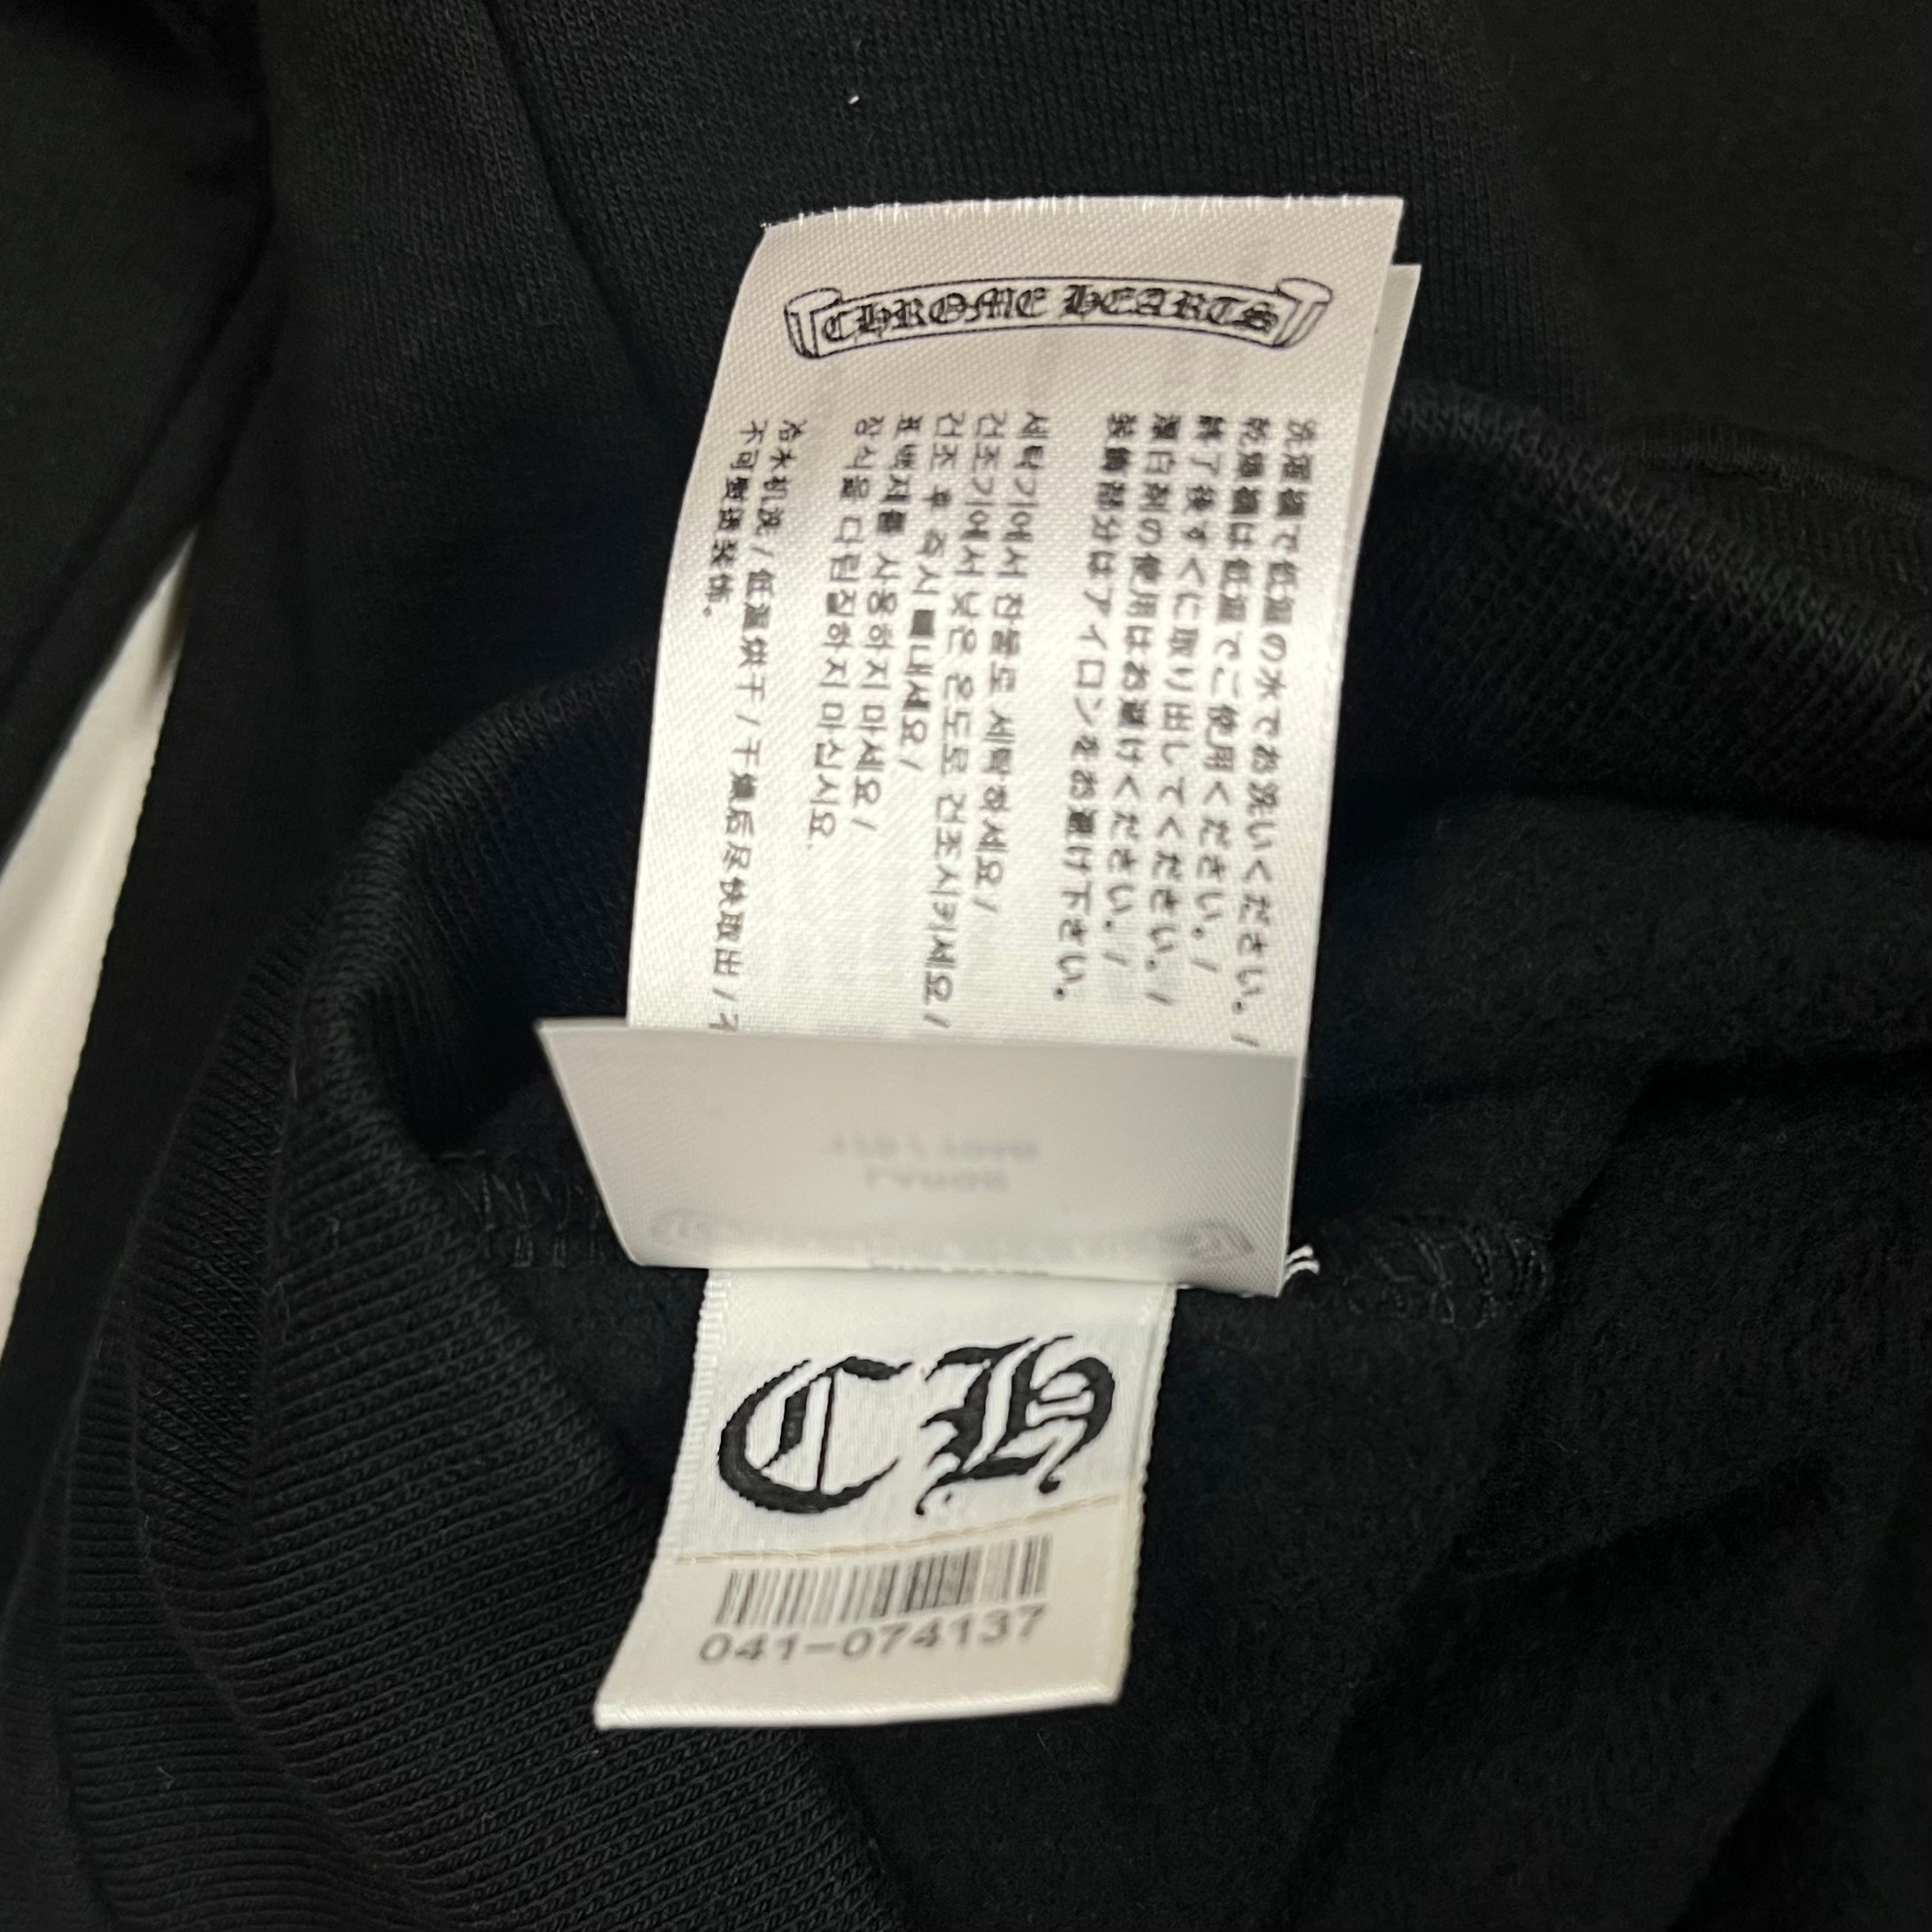 CHROME HEARTS
洗濯機で低温の水でお洗いください。/
乾燥機は低温でご使用ください。/
終了後すぐに取り出してください。/
漂白剤の使用はお避けください。/
装飾部分はアイロンをお避け下さい。
세탁기에서 찬물로 세탁하세요/
건조기에서 낮은 온도로 건조시키세요/
건조 후 즉시 빼내세요/
표백제를 사용하지 마세요/
장식을 다림질하지 마십시요.
冷水机洗/低温烘干/干燥后尽快取出/不
不可熨烫装饰。
CH
041-074137